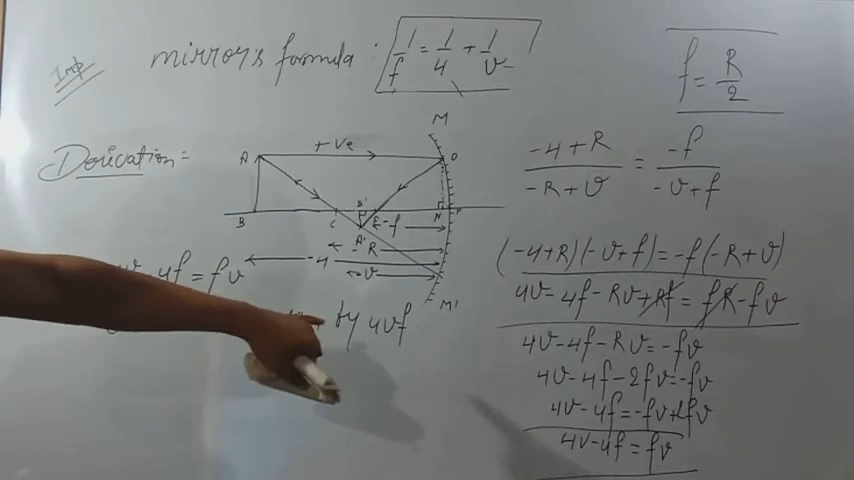 Imp
mirror's formula : 1/f = 1/u + 1/v
f = R/2
Derivation :-
M
A +ve D
B C B' E N P
A' -f
-R
-u
v
M'
uv - uf = fv
by uvf
-u+R/-R+v = -f/-v+f
(-u+R)(-v+f) = -f(-R+v)
uv - uf - Rv + Rf = fR - fv
uv - uf - Rv = -fv
uv - uf - 2fv = -fv
uv - uf = -fv + 2fv
uv - uf = fv